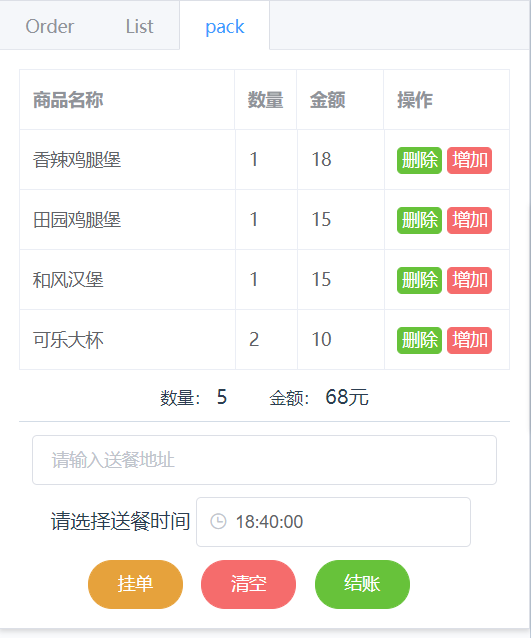 Order List pack
商品名称 数量 金额 操作
香辣鸡腿堡 1 18 删除 增加
田园鸡腿堡 1 15 删除 增加
和风汉堡 1 15 删除 增加
可乐大杯 2 10 删除 增加
数量： 5 金额： 68元
请输入送餐地址
请选择送餐时间 18:40:00
挂单 清空 结账